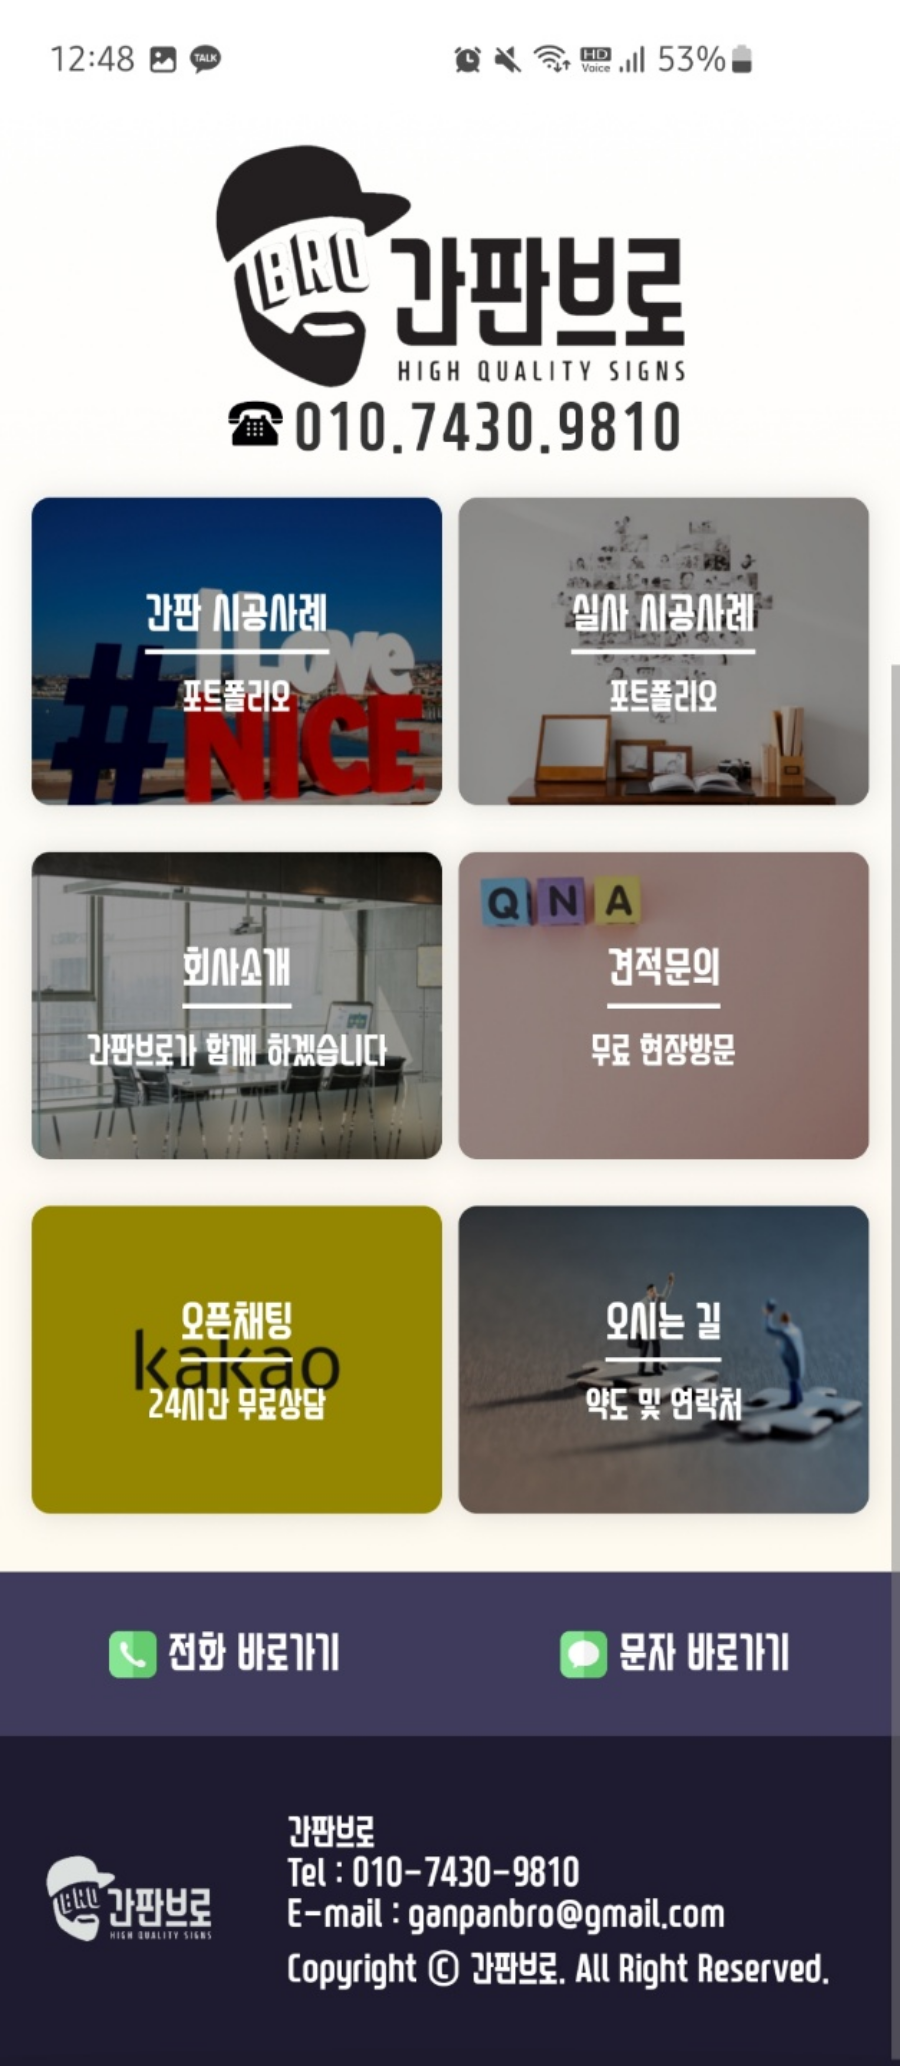 12:48 TALK HD Voice 53%
BRO
간판브로
HIGH QUALITY SIGNS
010.7430.9810
간판 시공사례
포트폴리오
I Love
#NICE
실사 시공사례
포트폴리오
회사소개
간판브로가 함께 하겠습니다
QNA
견적문의
무료 현장방문
오픈채팅
kakao
24시간 무료상담
오시는 길
약도 및 연락처
전화 바로가기
문자 바로가기
BRO 간판브로
HIGH QUALITY SIGNS
간판브로
Tel : 010-7430-9810
E-mail : ganpanbro@gmail.com
Copyright © 간판브로. All Right Reserved.